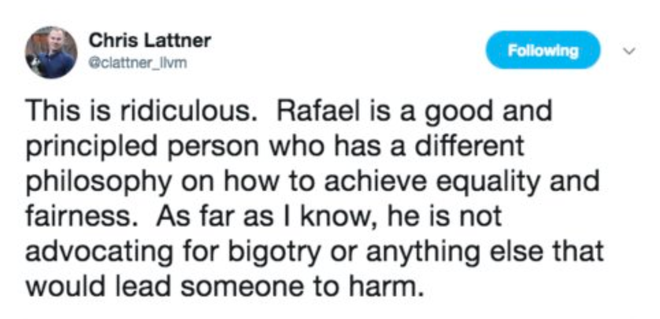 Chris Lattner
@clattner_llvm
Following
This is ridiculous.  Rafael is a good and
principled person who has a different
philosophy on how to achieve equality and
fairness.  As far as I know, he is not
advocating for bigotry or anything else that
would lead someone to harm.